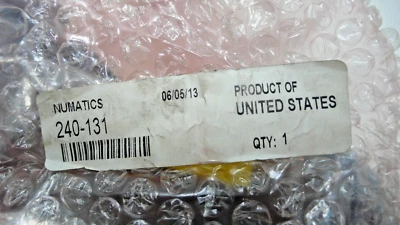 NUMATICS
06/05/13
240-131
PRODUCT OF
UNITED STATES
QTY: 1